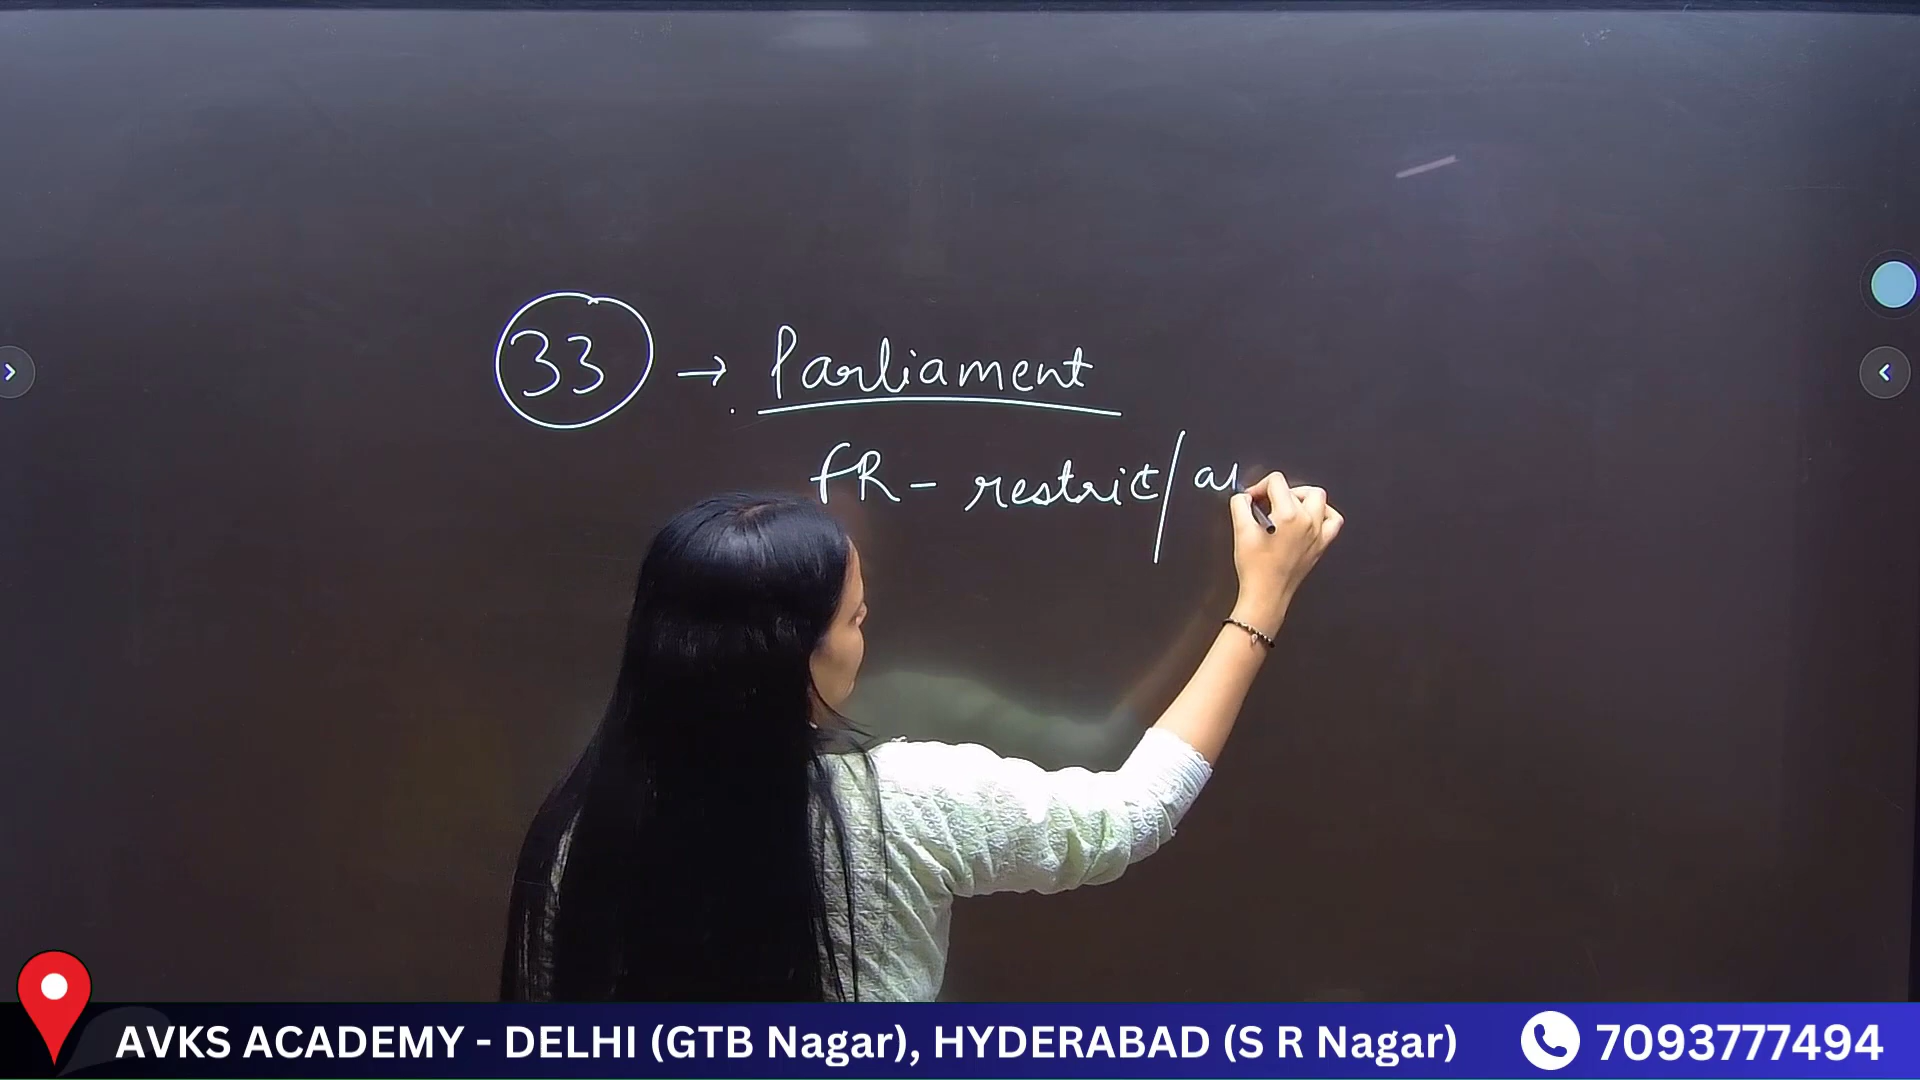 33 → Parliament
FR - restrict/
AVKS ACADEMY - DELHI (GTB Nagar), HYDERABAD (S R Nagar) 7093777494